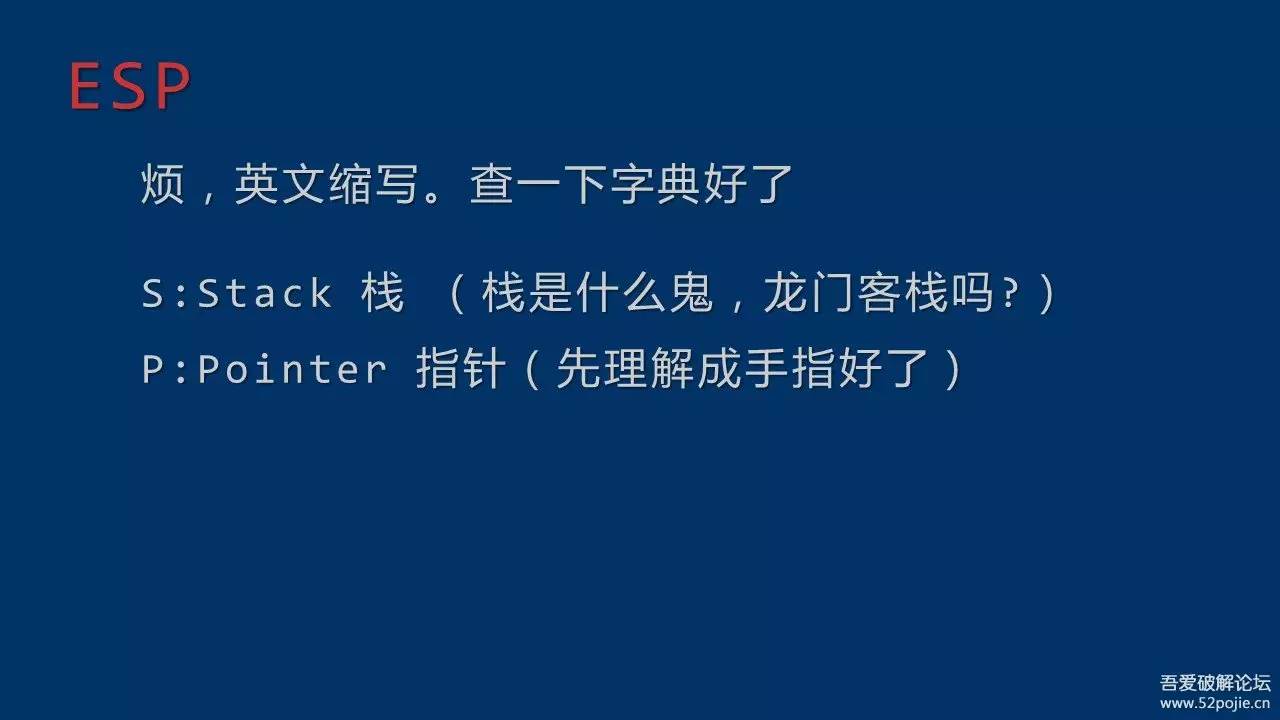 ESP
烦，英文缩写。查一下字典好了
S:Stack 栈 （栈是什么鬼，龙门客栈吗?）
P:Pointer 指针（先理解成手指好了）
吾爱破解论坛
www.52pojie.cn